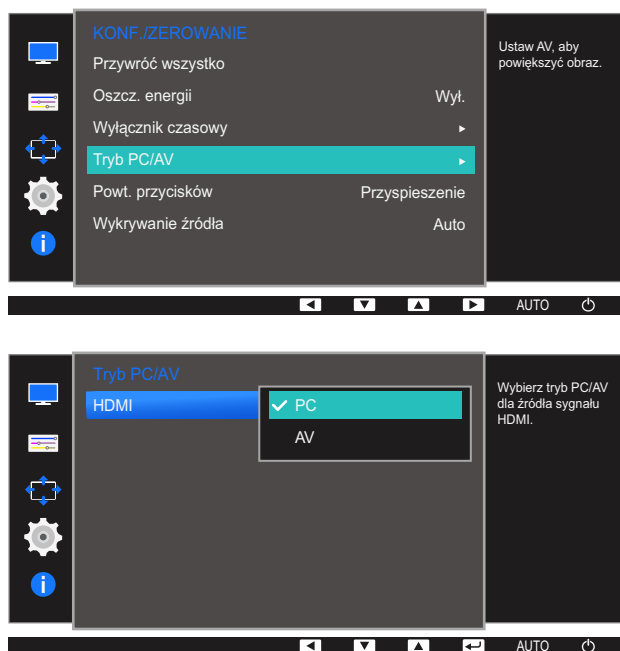 KONF./ZEROWANIE
Przywróć wszystko
Oszcz. energii Wył.
Wyłącznik czasowy
Tryb PC/AV
Powt. przycisków Przyspieszenie
Wykrywanie źródła Auto
Ustaw AV, aby
powiększyć obraz.
AUTO
Tryb PC/AV
HDMI PC
AV
Wybierz tryb PC/AV
dla źródła sygnału
HDMI.
AUTO